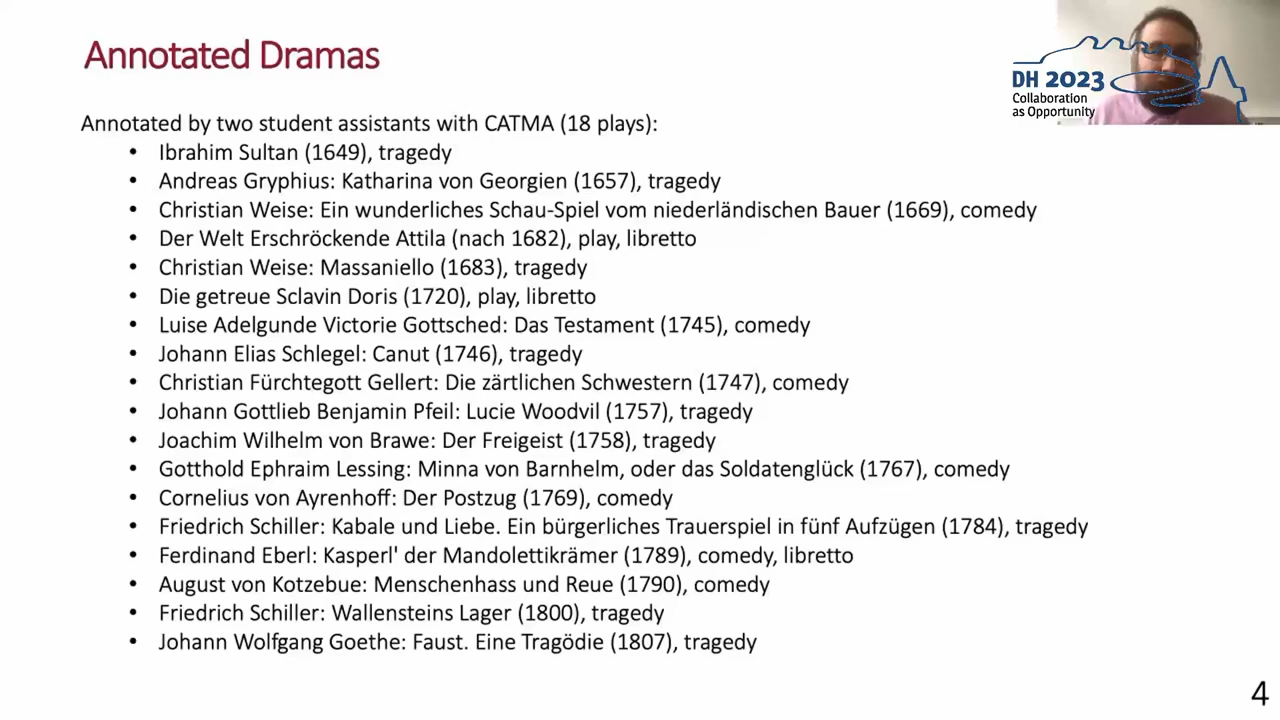 Annotated Dramas
DH 2023
Collaboration
as Opportunity
Annotated by two student assistants with CATMA (18 plays):
• Ibrahim Sultan (1649), tragedy
• Andreas Gryphius: Katharina von Georgien (1657), tragedy
• Christian Weise: Ein wunderliches Schau-Spiel vom niederländischen Bauer (1669), comedy
• Der Welt Erschröckende Attila (nach 1682), play, libretto
• Christian Weise: Massaniello (1683), tragedy
• Die getreue Sclavin Doris (1720), play, libretto
• Luise Adelgunde Victorie Gottsched: Das Testament (1745), comedy
• Johann Elias Schlegel: Canut (1746), tragedy
• Christian Fürchtegott Gellert: Die zärtlichen Schwestern (1747), comedy
• Johann Gottlieb Benjamin Pfeil: Lucie Woodvil (1757), tragedy
• Joachim Wilhelm von Brawe: Der Freigeist (1758), tragedy
• Gotthold Ephraim Lessing: Minna von Barnhelm, oder das Soldatenglück (1767), comedy
• Cornelius von Ayrenhoff: Der Postzug (1769), comedy
• Friedrich Schiller: Kabale und Liebe. Ein bürgerliches Trauerspiel in fünf Aufzügen (1784), tragedy
• Ferdinand Eberl: Kasperl' der Mandolettikrämer (1789), comedy, libretto
• August von Kotzebue: Menschenhass und Reue (1790), comedy
• Friedrich Schiller: Wallensteins Lager (1800), tragedy
• Johann Wolfgang Goethe: Faust. Eine Tragödie (1807), tragedy
4